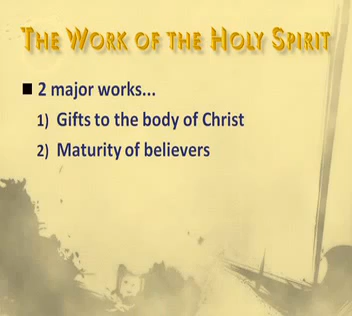 The Work of the Holy Spirit
■ 2 major works...
1) Gifts to the body of Christ
2) Maturity of believers